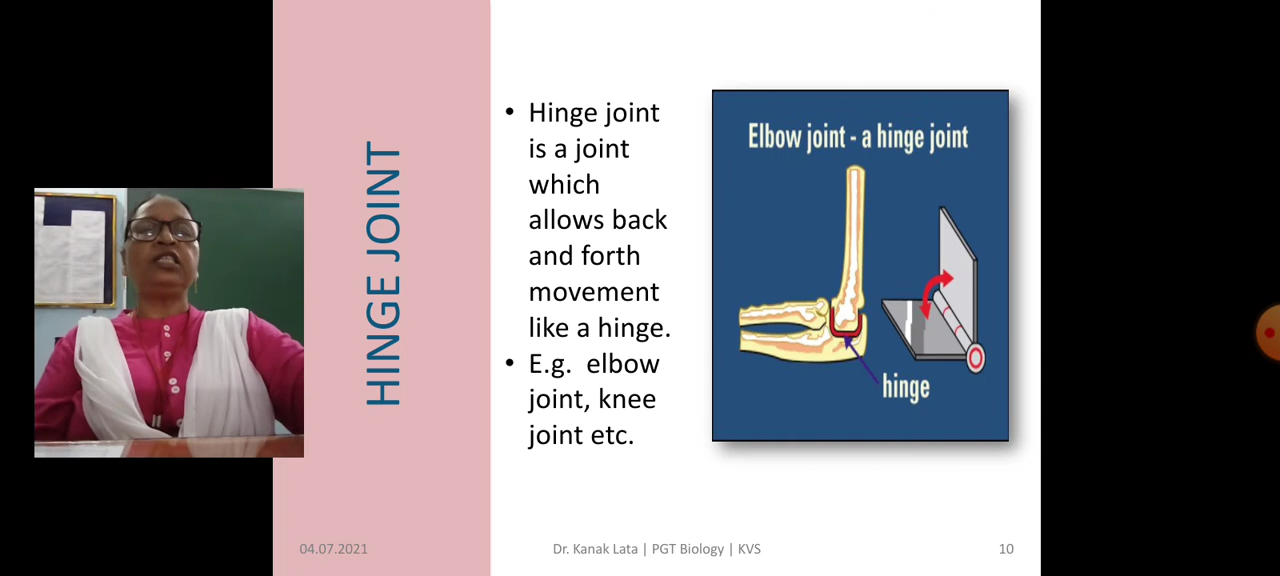 HINGE JOINT
• Hinge joint
is a joint
which
allows back
and forth
movement
like a hinge.
• E.g. elbow
joint, knee
joint etc.
Elbow joint - a hinge joint
hinge
04.07.2021
Dr. Kanak Lata | PGT Biology | KVS
10